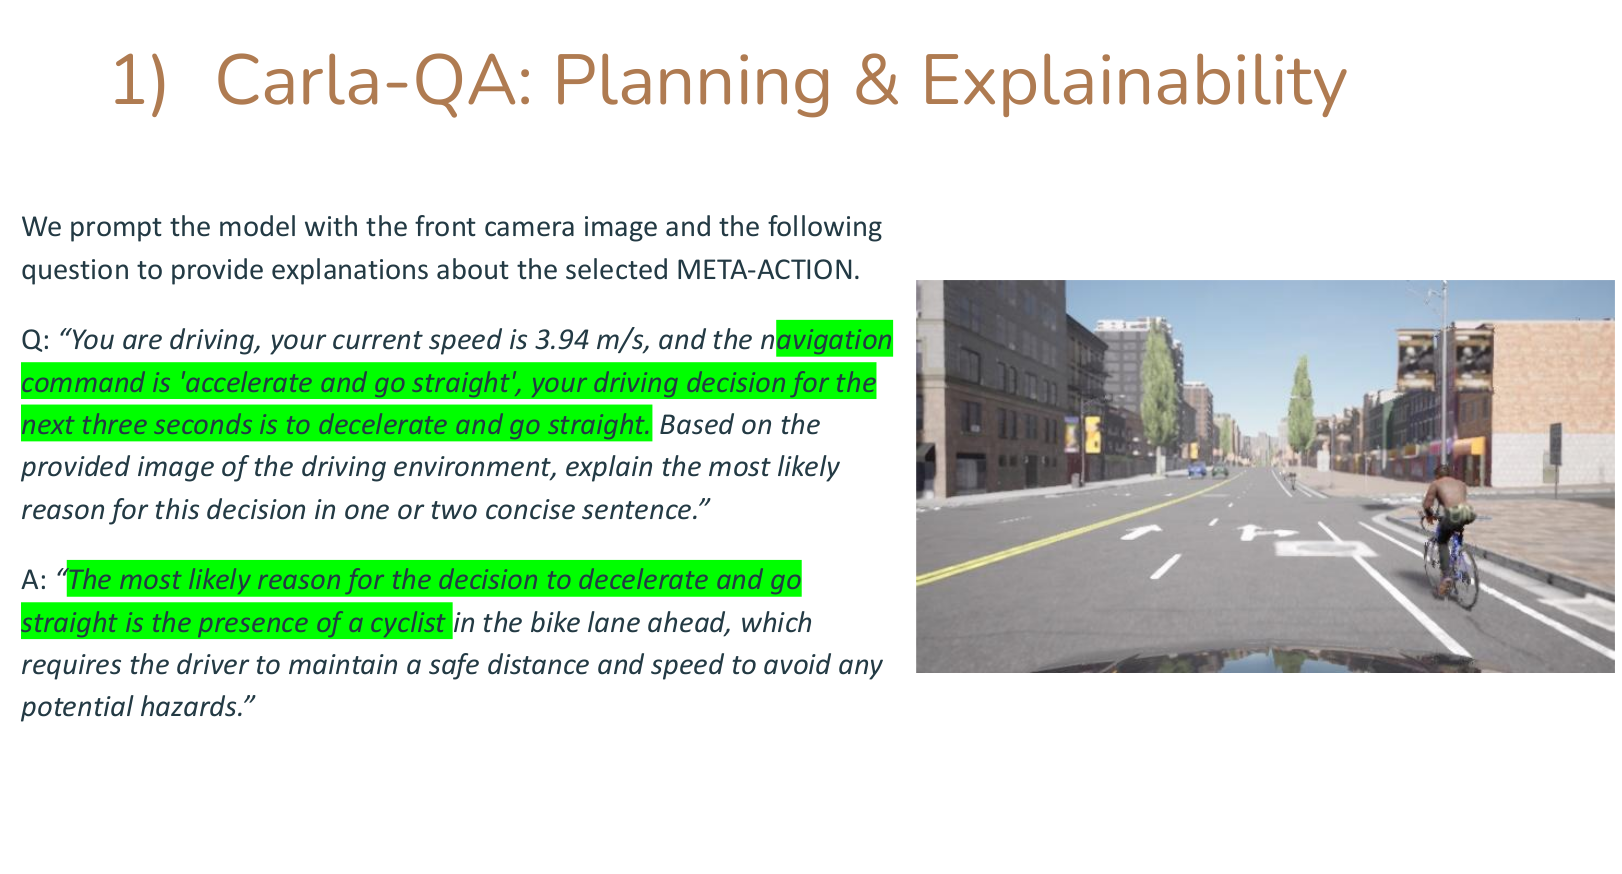 1) Carla-QA: Planning & Explainability
We prompt the model with the front camera image and the following
question to provide explanations about the selected META-ACTION.
Q: “You are driving, your current speed is 3.94 m/s, and the navigation
command is 'accelerate and go straight', your driving decision for the
next three seconds is to decelerate and go straight. Based on the
provided image of the driving environment, explain the most likely
reason for this decision in one or two concise sentence.”
A: “The most likely reason for the decision to decelerate and go
straight is the presence of a cyclist in the bike lane ahead, which
requires the driver to maintain a safe distance and speed to avoid any
potential hazards.”